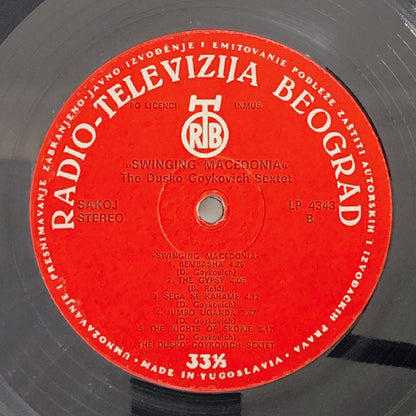 UMNOŽAVANJE I PRESNIMAVANJE ZABRANJENO·JAVNO IZVOĐENJE I EMITOVANJE PODLEŽE ZAŠTITI AUTORSKIH I IZVOĐAČKIH PRAVA·
RADIO-TELEVIZIJA BEOGRAD
PO LICENCI INMUS
RTB
»SWINGING MACEDONIA«
The Dusko Goykovich Sextet
SAKOJ LP 4343
STEREO B
»SWINGING MACEDONIA«
1. BEMBASHA 4,26
(D. Goykovich)
2. THE GYPSY 4,05
(B. Reid)
3. SEGA SE KARAME 4,12
(D. Goykovich)
4. JUMBO UGANDA 3,47
(D. Goykovich)
5. THE NIGHTS OF SKOPJE 5,17
(D. Goykovich)
THE DUSKO GOYKOVICH SEXTET
33⅓
MADE IN YUGOSLAVIA